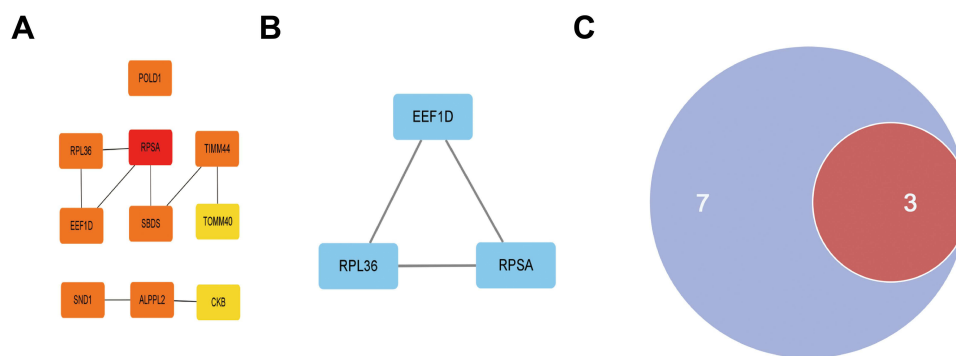 A
B
C
POLD1
RPL36
RPSA
TIMM44
EEF1D
SBDS
TOMM40
SND1
ALPPL2
CKB
EEF1D
RPL36
RPSA
7
3